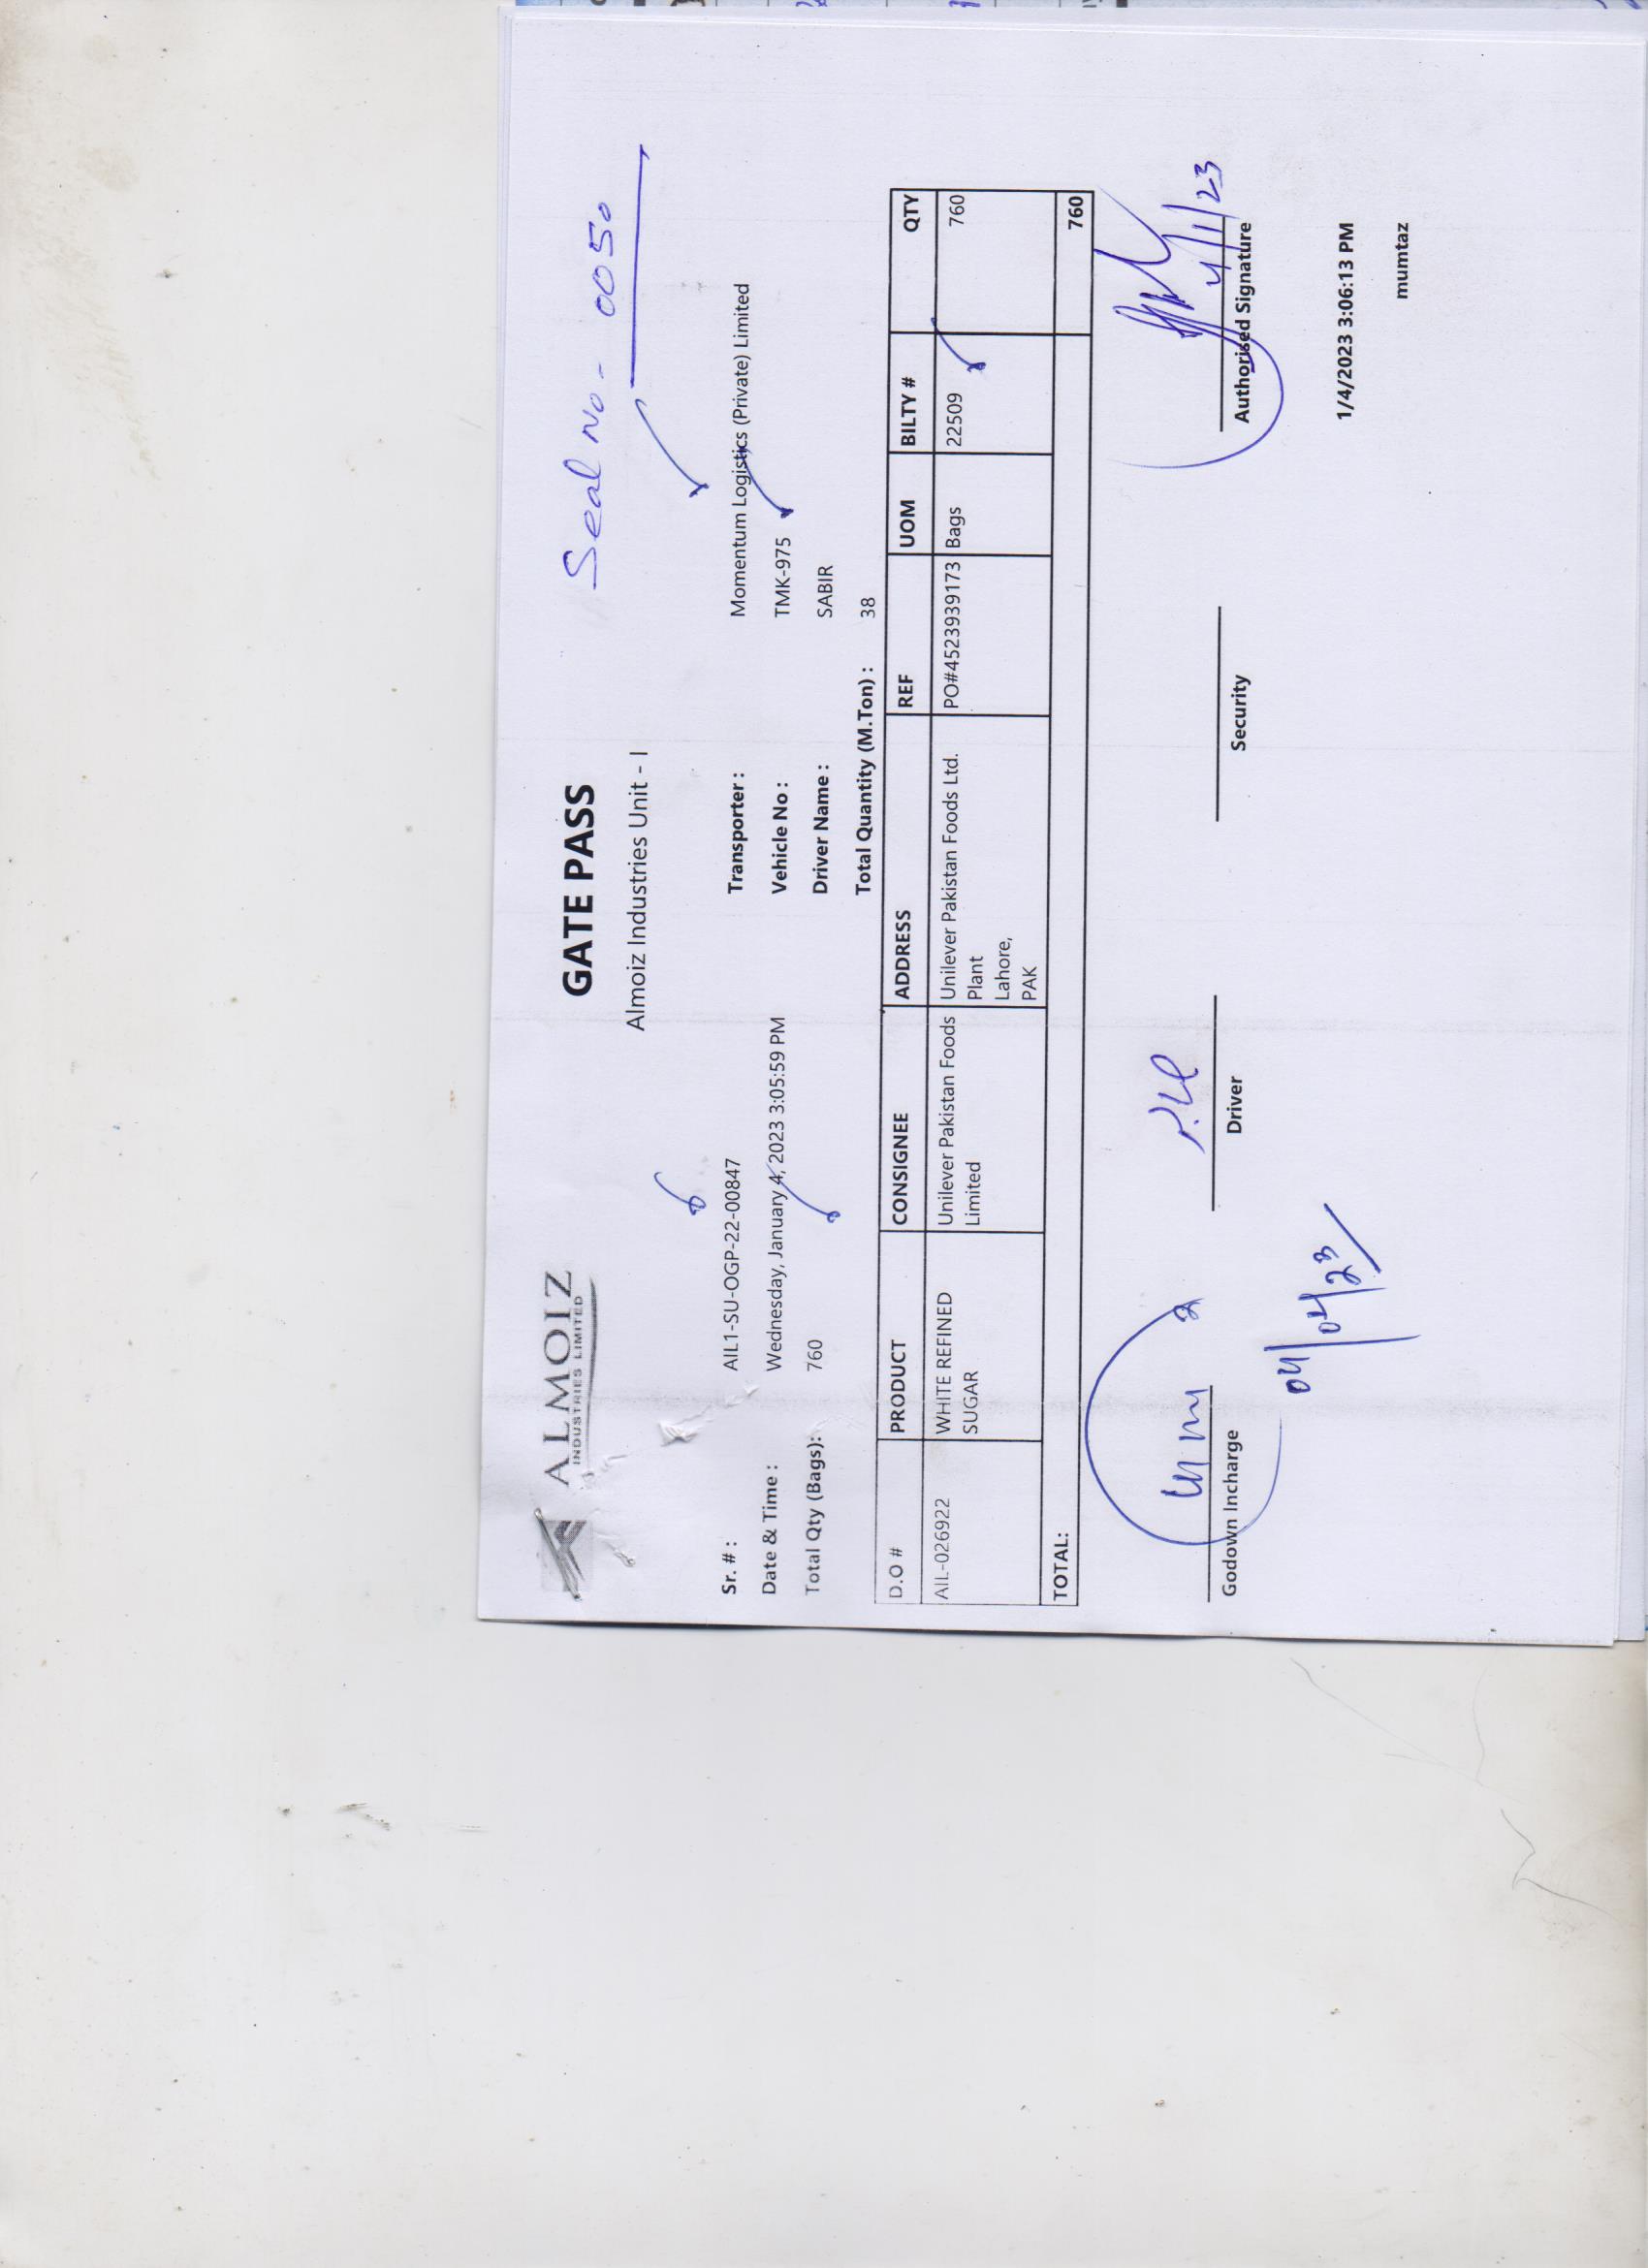 ALMOIZ
INDUSTRIES LIMITED
GATE PASS
Seal No - 0050
Almoiz Industries Unit - I
Sr. # : AIL1-SU-OGP-22-00847 Transporter : Momentum Logistics (Private) Limited
Date & Time : Wednesday, January 4, 2023 3:05:59 PM Vehicle No : TMK-975
Total Qty (Bags): 760 Driver Name : SABIR
Total Quantity (M.Ton) : 38
D.O # PRODUCT CONSIGNEE ADDRESS REF UOM BILTY # QTY
AIL-026922 WHITE REFINED Unilever Pakistan Foods Unilever Pakistan Foods Ltd. PO#4523939173 Bags 22509 760
SUGAR Limited Plant
Lahore,
PAK
TOTAL: 760
4/1/23
Godown Incharge Driver Security Authorised Signature
04/04/23
1/4/2023 3:06:13 PM
mumtaz